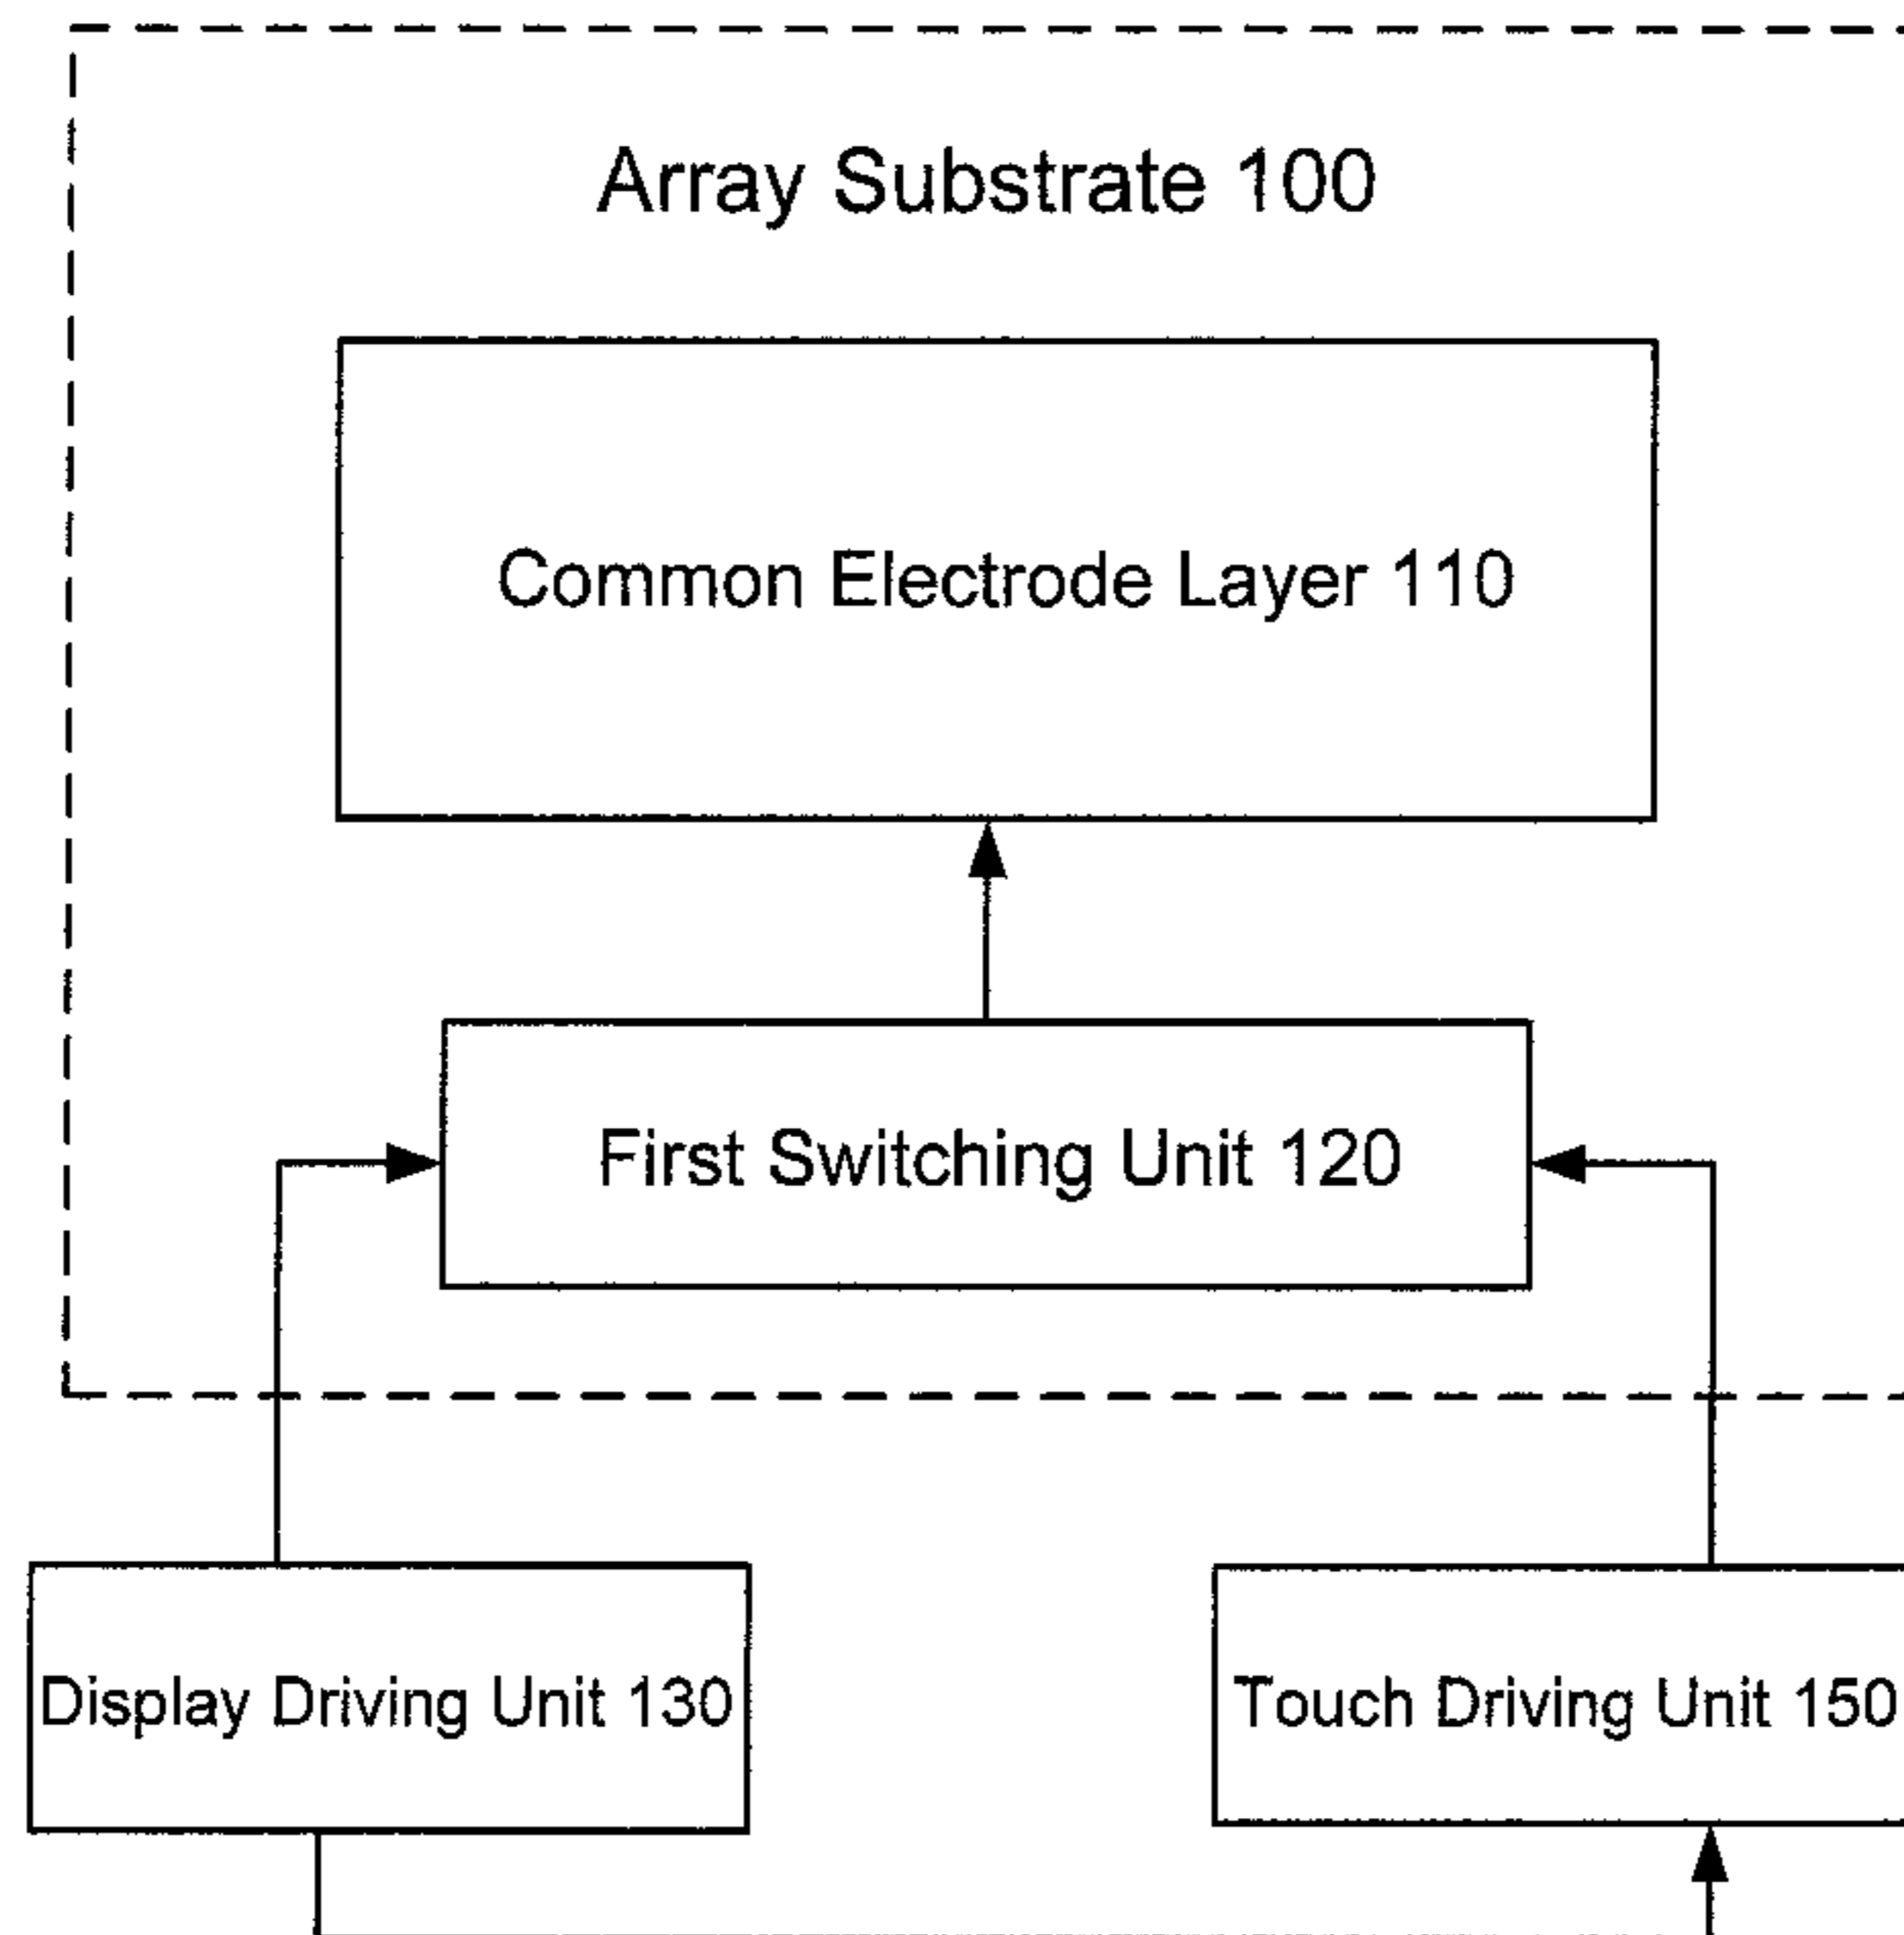 Array Substrate 100
Common Electrode Layer 110
First Switching Unit 120
Display Driving Unit 130
Touch Driving Unit 150